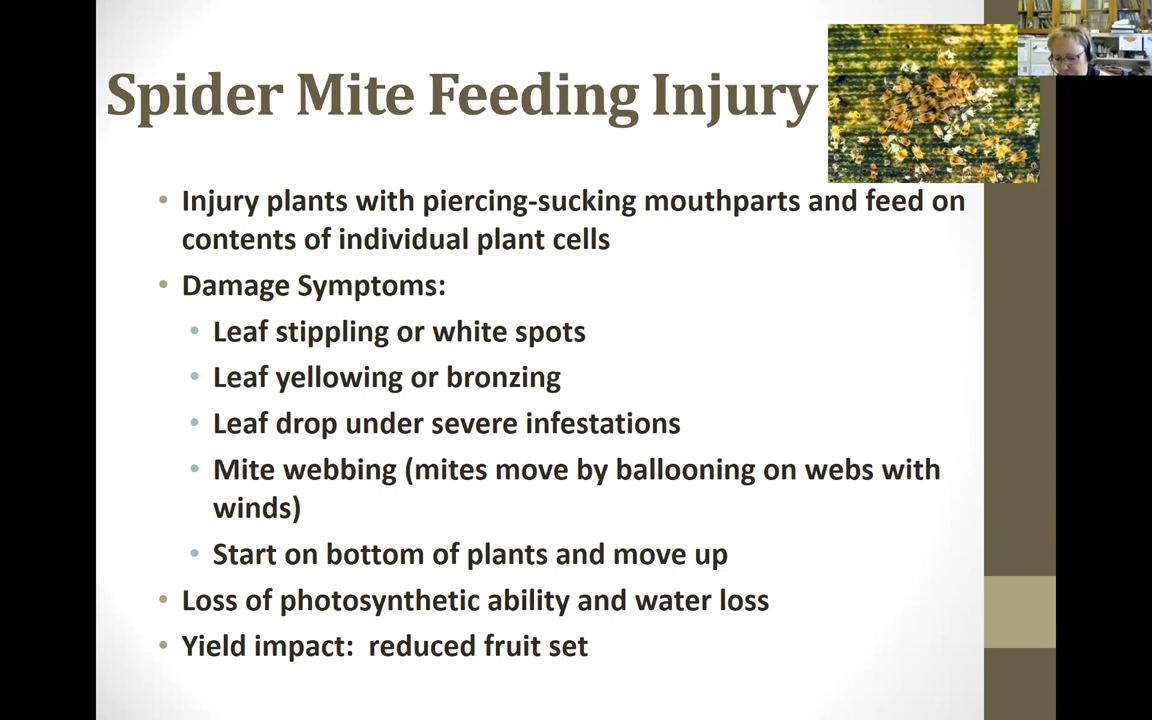 Spider Mite Feeding Injury
• Injury plants with piercing-sucking mouthparts and feed on
contents of individual plant cells
• Damage Symptoms:
• Leaf stippling or white spots
• Leaf yellowing or bronzing
• Leaf drop under severe infestations
• Mite webbing (mites move by ballooning on webs with
winds)
• Start on bottom of plants and move up
• Loss of photosynthetic ability and water loss
• Yield impact:  reduced fruit set